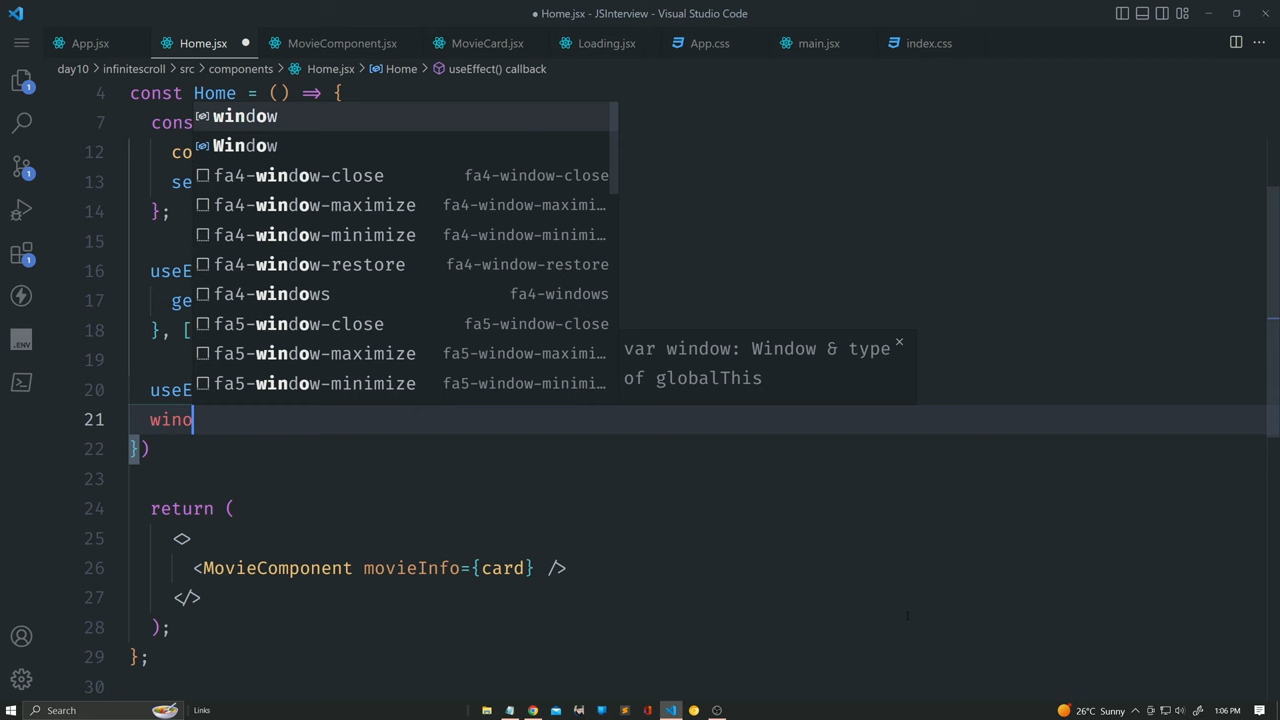 Home.jsx - JSInterview - Visual Studio Code
App.jsx Home.jsx MovieComponent.jsx MovieCard.jsx Loading.jsx App.css main.jsx index.css
day10 > infinitescroll > src > components > Home.jsx > Home > useEffect() callback
4 const Home = () => {
7 cons
window
12 co
Window
13 se
fa4-window-close fa4-window-close
14 };
fa4-window-maximize fa4-window-maximi…
15
fa4-window-minimize fa4-window-minimi…
16 useE
fa4-window-restore fa4-window-restore
17 ge
fa4-windows fa4-windows
18 }, [
fa5-window-close fa5-window-close
19
fa5-window-maximize fa5-window-maximi…
20 useE
fa5-window-minimize fa5-window-minimi…
var window: Window & type
of globalThis
21 wino
22 })
23
24 return (
25 <>
26 <MovieComponent movieInfo={card} />
27 </>
28 );
29 };
30
1
1
1
.ENV
Search Links 26°C Sunny 1:06 PM